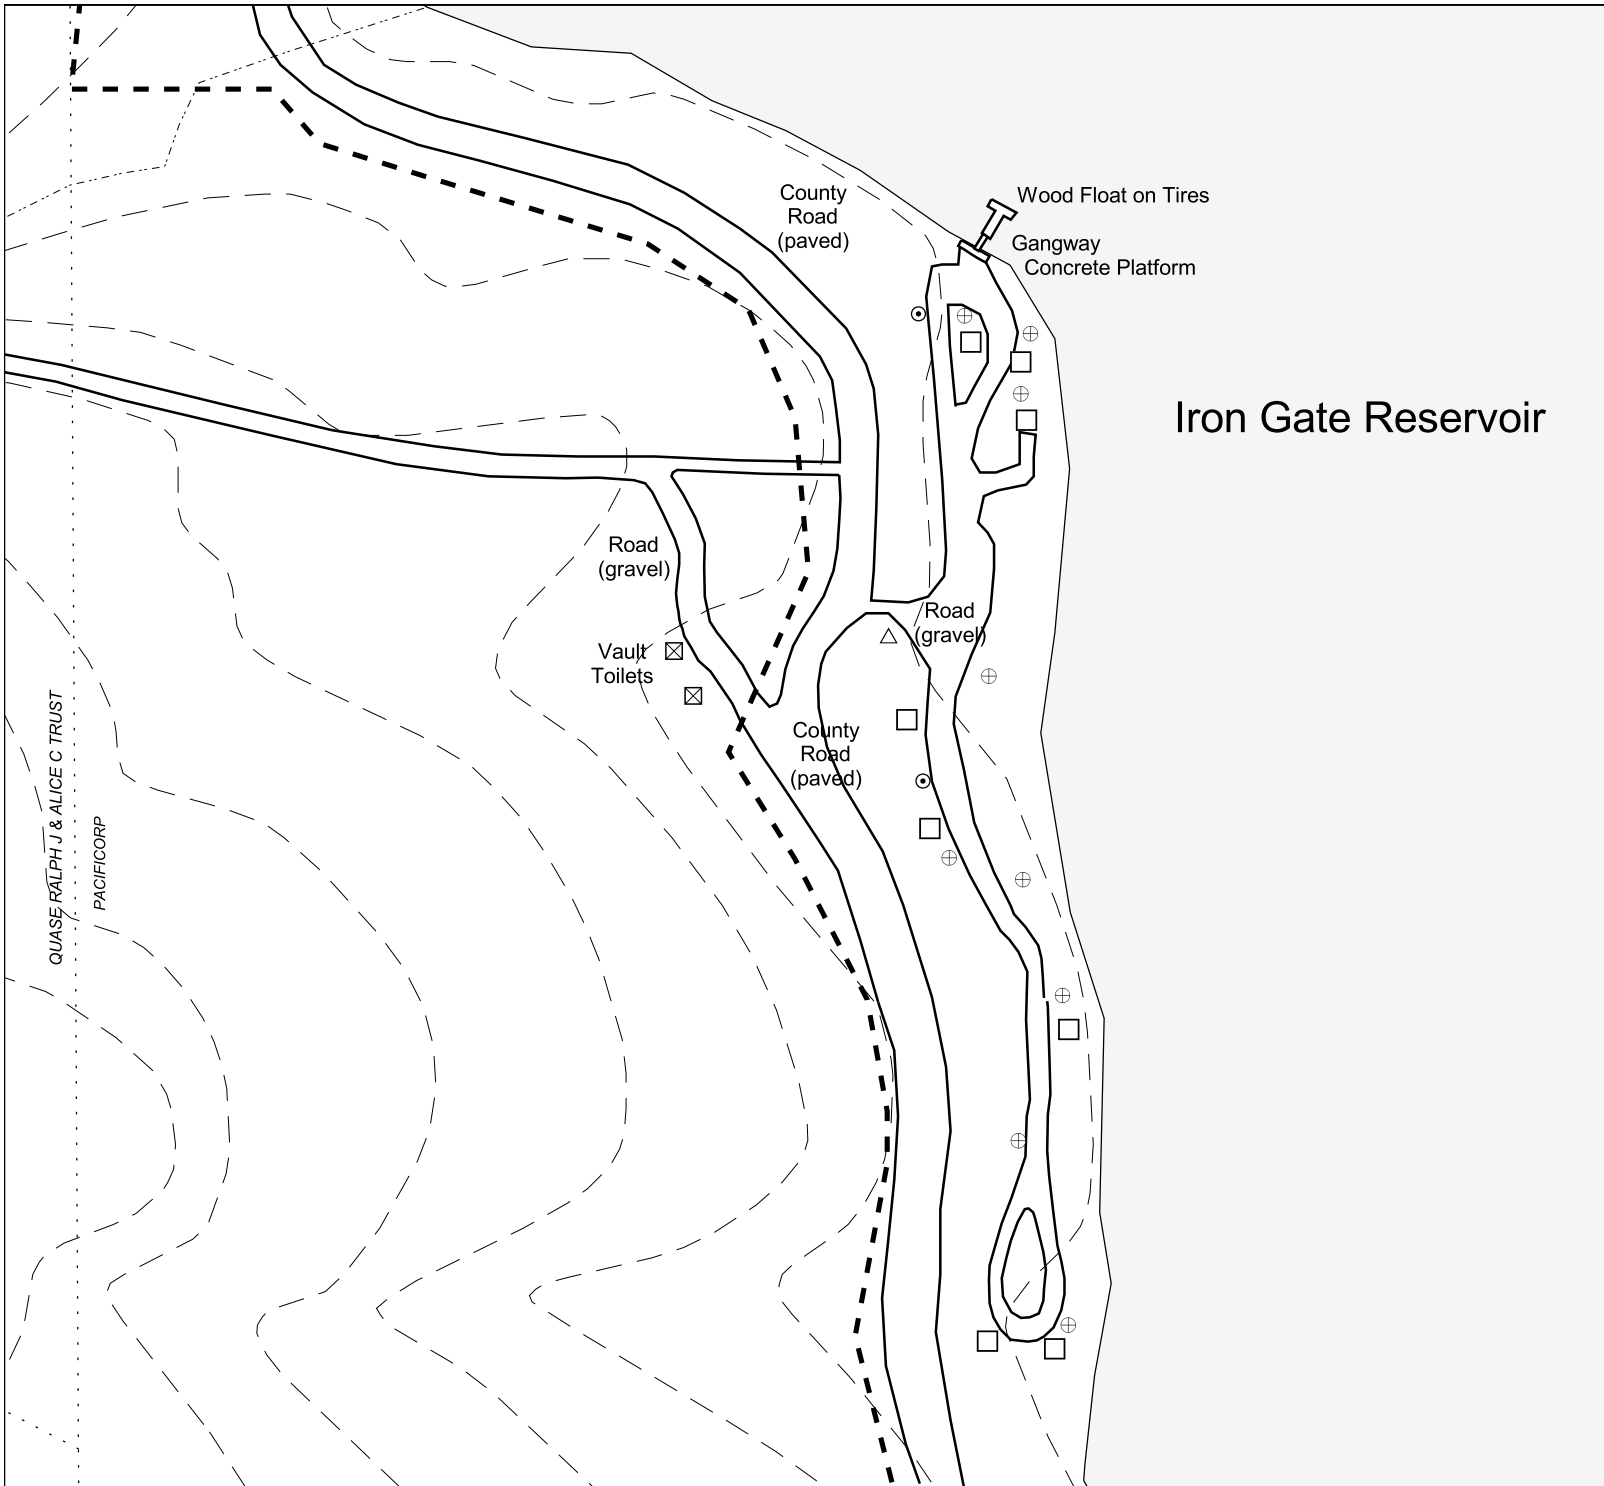 County
Road
(paved)
Wood Float on Tires
Gangway
Concrete Platform
Iron Gate Reservoir
Road
(gravel)
Road
(gravel)
Vault
Toilets
County
Road
(paved)
QUASE RALPH J & ALICE C TRUST
PACIFICORP